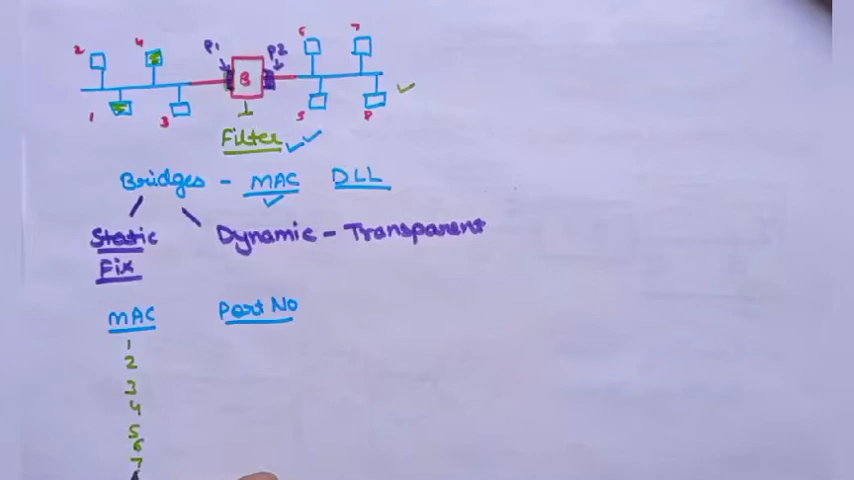 2 4 P1 P2 6 7
B
1 3 5 8
Filter
Bridges - MAC DLL
Static Dynamic - Transparent
Fix
MAC Port No
1
2
3
4
5
6
7